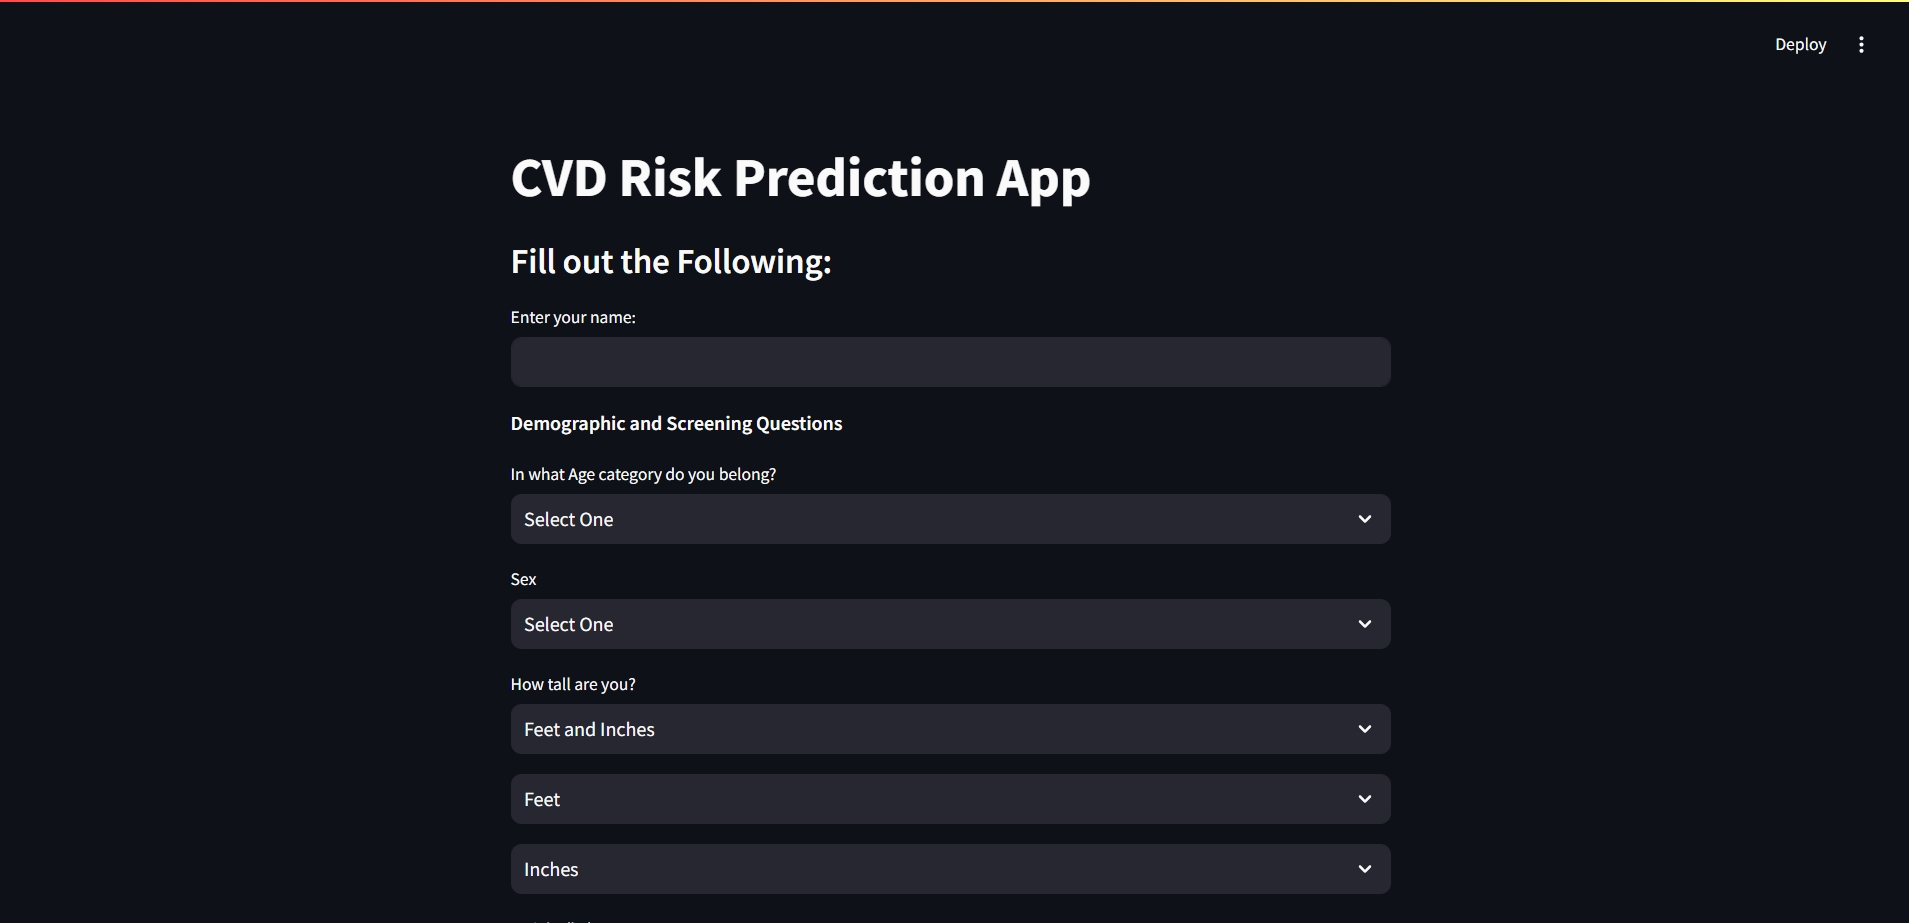 Deploy
CVD Risk Prediction App
Fill out the Following:
Enter your name:
Demographic and Screening Questions
In what Age category do you belong?
Select One
Sex
Select One
How tall are you?
Feet and Inches
Feet
Inches